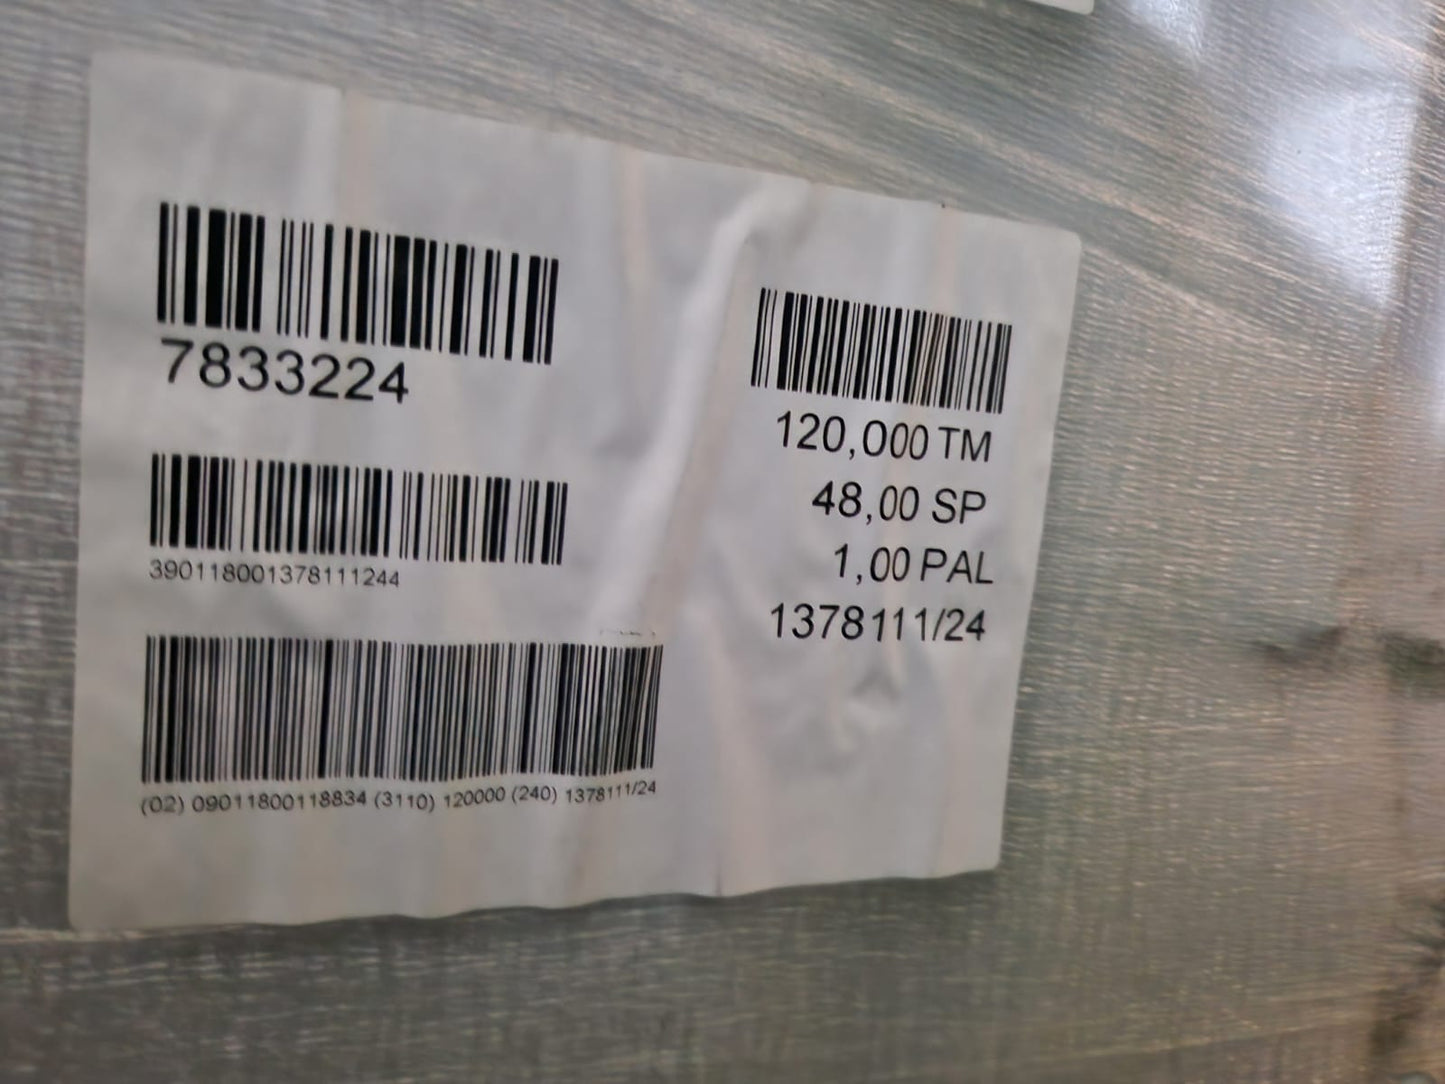 7833224
390118001378111244
(02) 09011800118834 (3110) 120000 (240) 1378111/24
120,000 TM
48,00 SP
1,00 PAL
1378111/24